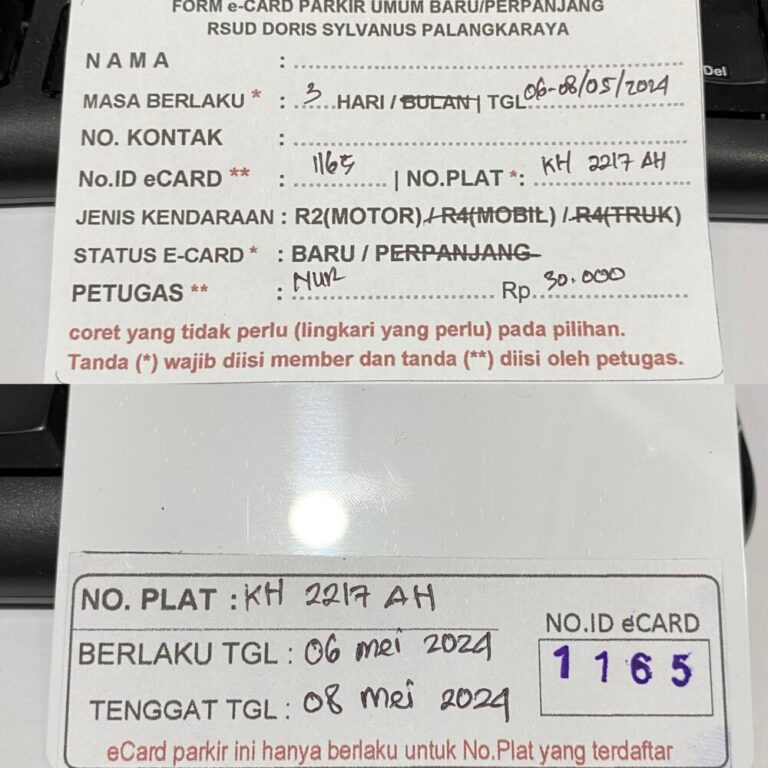 FORM e-CARD PARKIR UMUM BARU/PERPANJANG
RSUD DORIS SYLVANUS PALANGKARAYA
Del
NAMA :
MASA BERLAKU * : 3 HARI / BULAN | TGL 06-08/05/2024
NO. KONTAK :
No.ID eCARD ** : 1165 | NO.PLAT *: KH 2217 AH
JENIS KENDARAAN : R2(MOTOR) / R4(MOBIL) / R4(TRUK)
STATUS E-CARD * : BARU / PERPANJANG
PETUGAS ** : NUR Rp. 30.000
coret yang tidak perlu (lingkari yang perlu) pada pilihan.
Tanda (*) wajib diisi member dan tanda (**) diisi oleh petugas.
NO. PLAT : KH 2217 AH
BERLAKU TGL : 06 mei 2024
TENGGAT TGL : 08 mei 2024
NO.ID eCARD
1165
eCard parkir ini hanya berlaku untuk No.Plat yang terdaftar